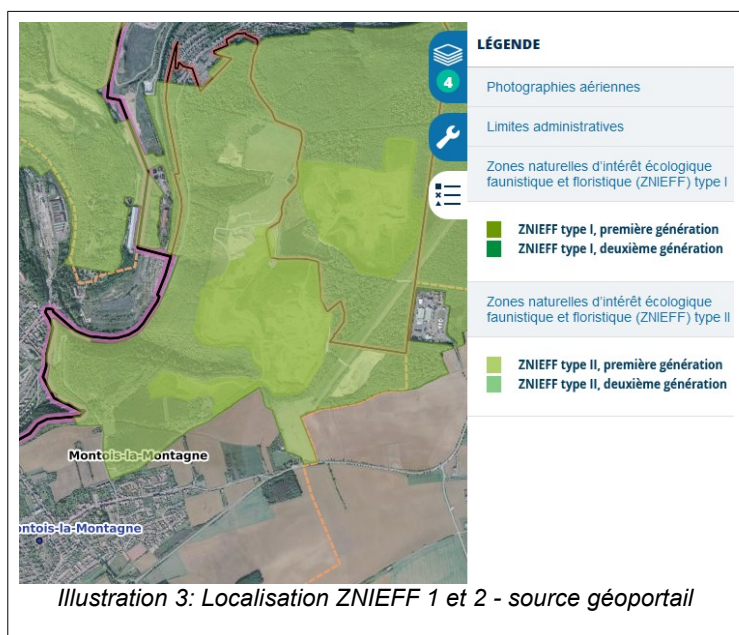 LÉGENDE
4
Photographies aériennes
Limites administratives
Zones naturelles d'intérêt écologique
faunistique et floristique (ZNIEFF) type I
ZNIEFF type I, première génération
ZNIEFF type I, deuxième génération
Zones naturelles d'intérêt écologique
faunistique et floristique (ZNIEFF) type II
ZNIEFF type II, première génération
ZNIEFF type II, deuxième génération
Montois-la-Montagne
ontois-la-Montagne
Illustration 3: Localisation ZNIEFF 1 et 2 - source géoportail